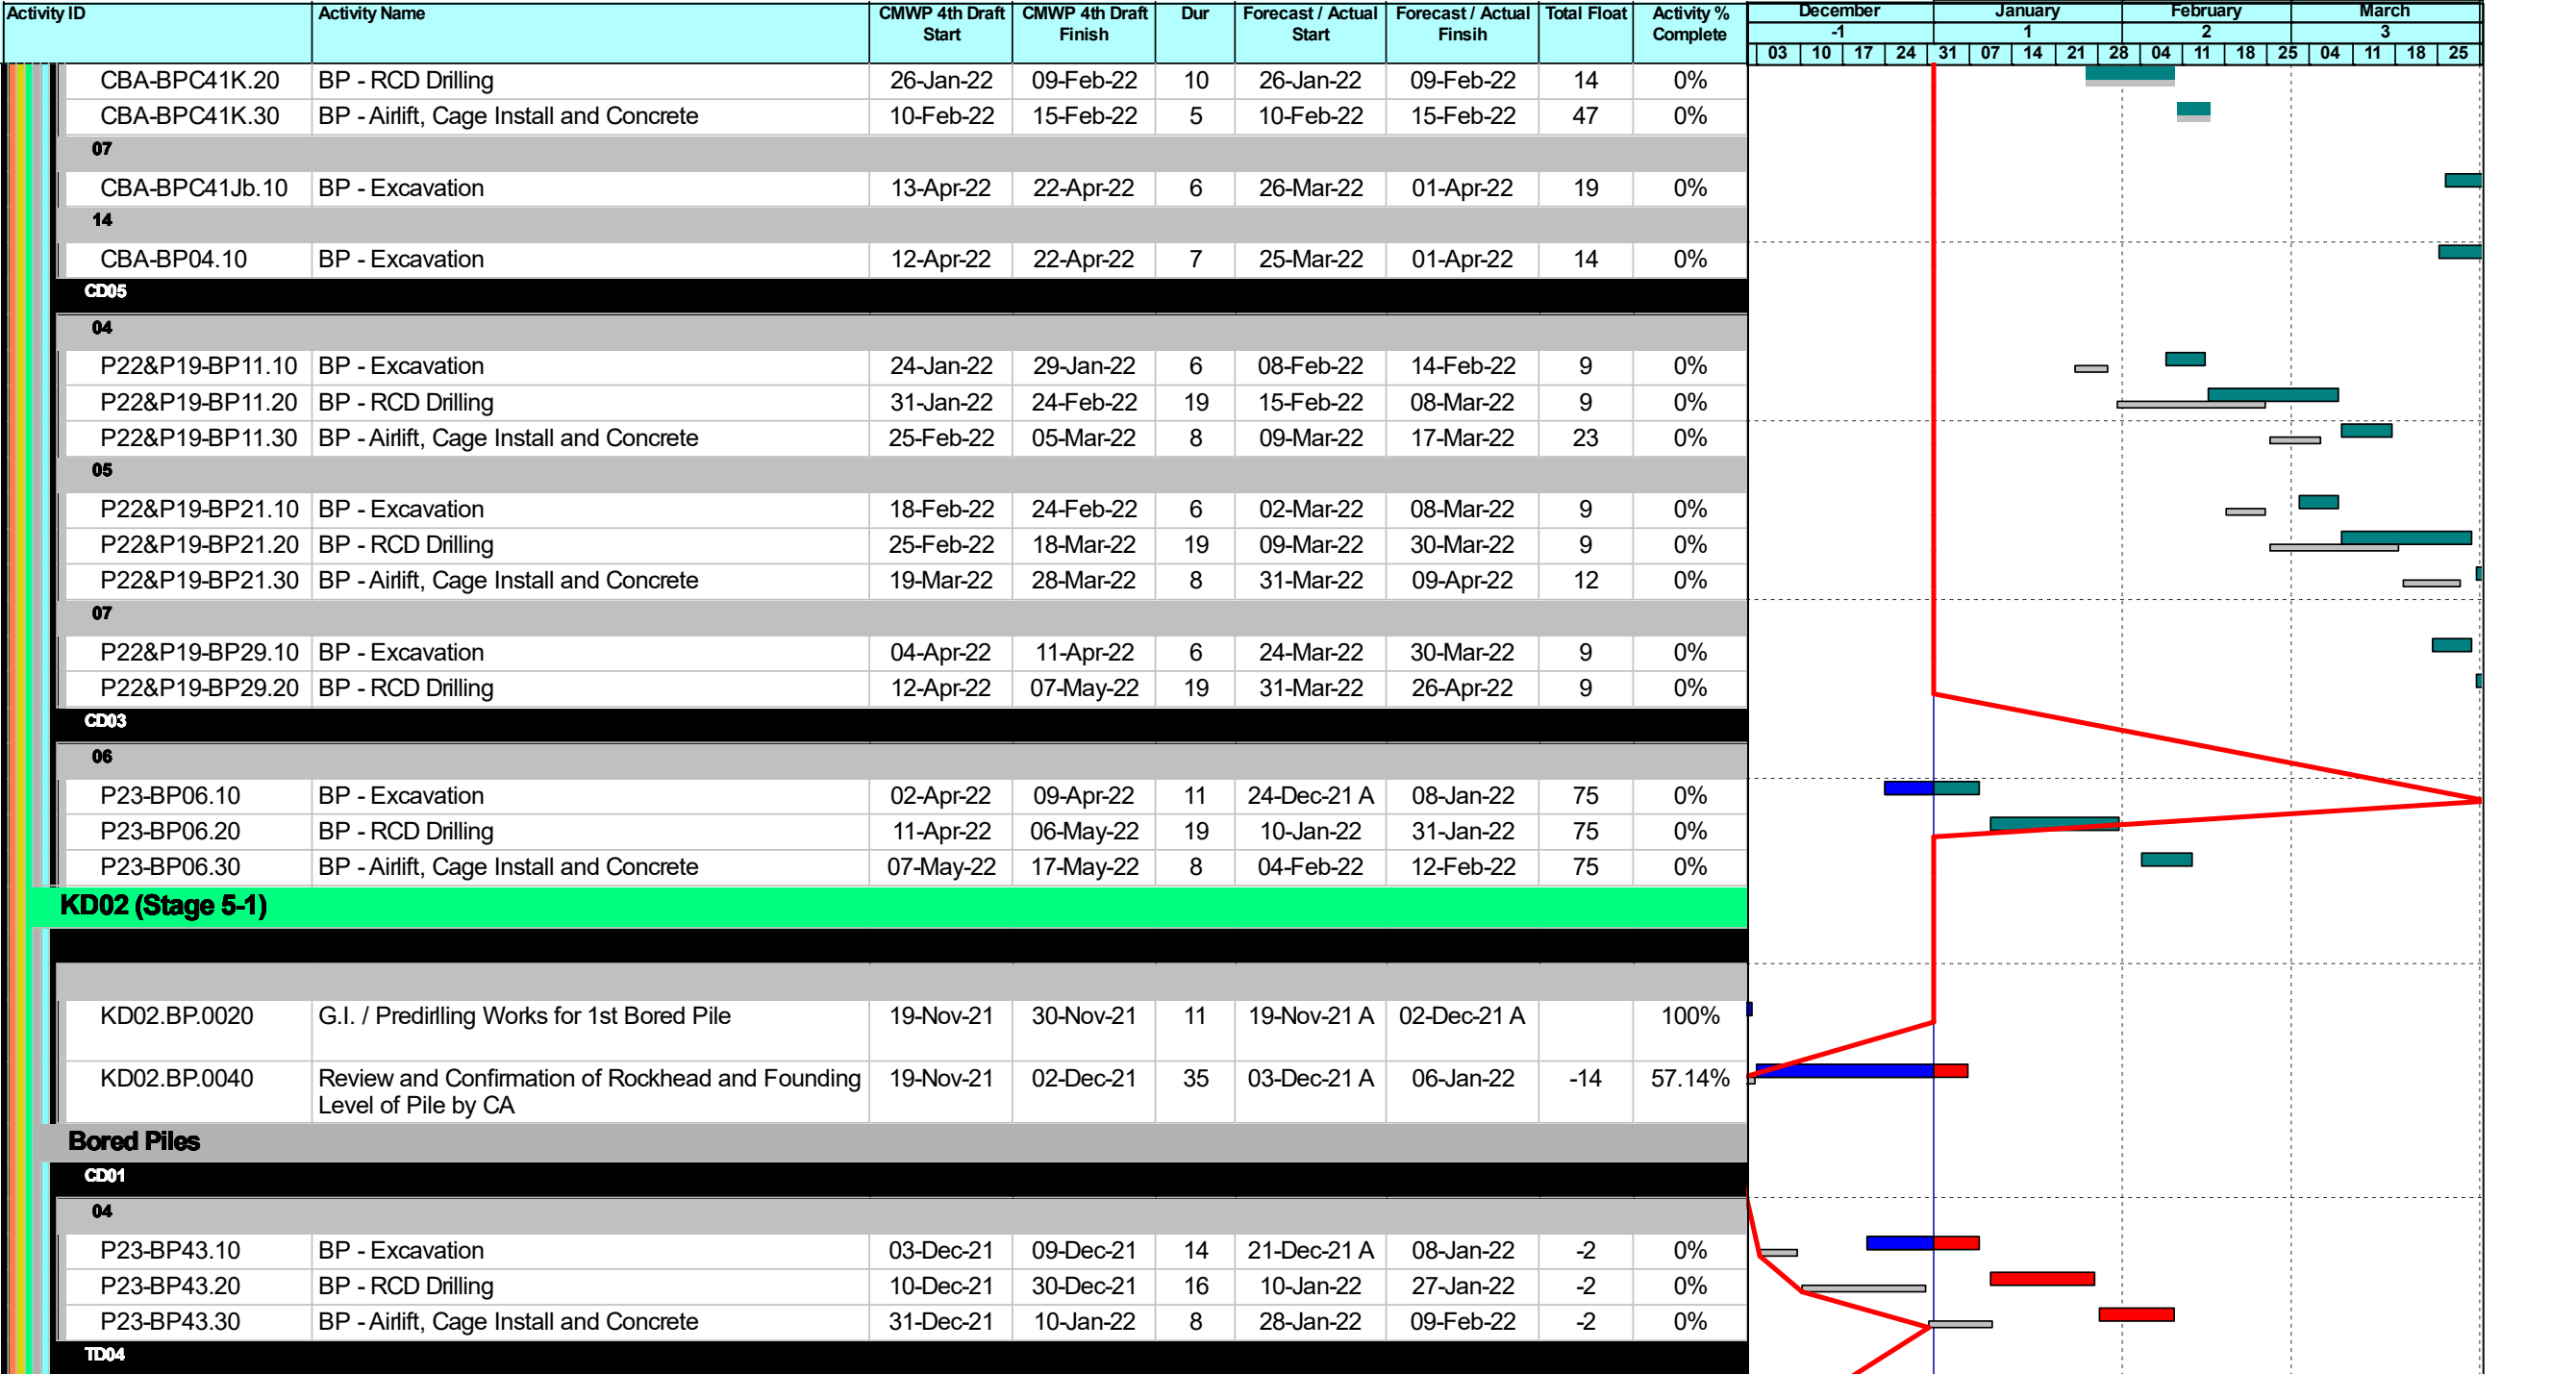 Activity ID Activity Name CMWP 4th Draft Start CMWP 4th Draft Finish Dur Forecast / Actual Start Forecast / Actual Finsih Total Float Activity % Complete December January February March
-1 1 2 3
03 10 17 24 31 07 14 21 28 04 11 18 25 04 11 18 25
CBA-BPC41K.20 BP - RCD Drilling 26-Jan-22 09-Feb-22 10 26-Jan-22 09-Feb-22 14 0%
CBA-BPC41K.30 BP - Airlift, Cage Install and Concrete 10-Feb-22 15-Feb-22 5 10-Feb-22 15-Feb-22 47 0%
07
CBA-BPC41Jb.10 BP - Excavation 13-Apr-22 22-Apr-22 6 26-Mar-22 01-Apr-22 19 0%
14
CBA-BP04.10 BP - Excavation 12-Apr-22 22-Apr-22 7 25-Mar-22 01-Apr-22 14 0%
CD05
04
P22&P19-BP11.10 BP - Excavation 24-Jan-22 29-Jan-22 6 08-Feb-22 14-Feb-22 9 0%
P22&P19-BP11.20 BP - RCD Drilling 31-Jan-22 24-Feb-22 19 15-Feb-22 08-Mar-22 9 0%
P22&P19-BP11.30 BP - Airlift, Cage Install and Concrete 25-Feb-22 05-Mar-22 8 09-Mar-22 17-Mar-22 23 0%
05
P22&P19-BP21.10 BP - Excavation 18-Feb-22 24-Feb-22 6 02-Mar-22 08-Mar-22 9 0%
P22&P19-BP21.20 BP - RCD Drilling 25-Feb-22 18-Mar-22 19 09-Mar-22 30-Mar-22 9 0%
P22&P19-BP21.30 BP - Airlift, Cage Install and Concrete 19-Mar-22 28-Mar-22 8 31-Mar-22 09-Apr-22 12 0%
07
P22&P19-BP29.10 BP - Excavation 04-Apr-22 11-Apr-22 6 24-Mar-22 30-Mar-22 9 0%
P22&P19-BP29.20 BP - RCD Drilling 12-Apr-22 07-May-22 19 31-Mar-22 26-Apr-22 9 0%
CD03
06
P23-BP06.10 BP - Excavation 02-Apr-22 09-Apr-22 11 24-Dec-21 A 08-Jan-22 75 0%
P23-BP06.20 BP - RCD Drilling 11-Apr-22 06-May-22 19 10-Jan-22 31-Jan-22 75 0%
P23-BP06.30 BP - Airlift, Cage Install and Concrete 07-May-22 17-May-22 8 04-Feb-22 12-Feb-22 75 0%
KD02 (Stage 5-1)
KD02.BP.0020 G.I. / Predirlling Works for 1st Bored Pile 19-Nov-21 30-Nov-21 11 19-Nov-21 A 02-Dec-21 A 100%
KD02.BP.0040 Review and Confirmation of Rockhead and Founding 19-Nov-21 02-Dec-21 35 03-Dec-21 A 06-Jan-22 -14 57.14%
Level of Pile by CA
Bored Piles
CD01
04
P23-BP43.10 BP - Excavation 03-Dec-21 09-Dec-21 14 21-Dec-21 A 08-Jan-22 -2 0%
P23-BP43.20 BP - RCD Drilling 10-Dec-21 30-Dec-21 16 10-Jan-22 27-Jan-22 -2 0%
P23-BP43.30 BP - Airlift, Cage Install and Concrete 31-Dec-21 10-Jan-22 8 28-Jan-22 09-Feb-22 -2 0%
TD04